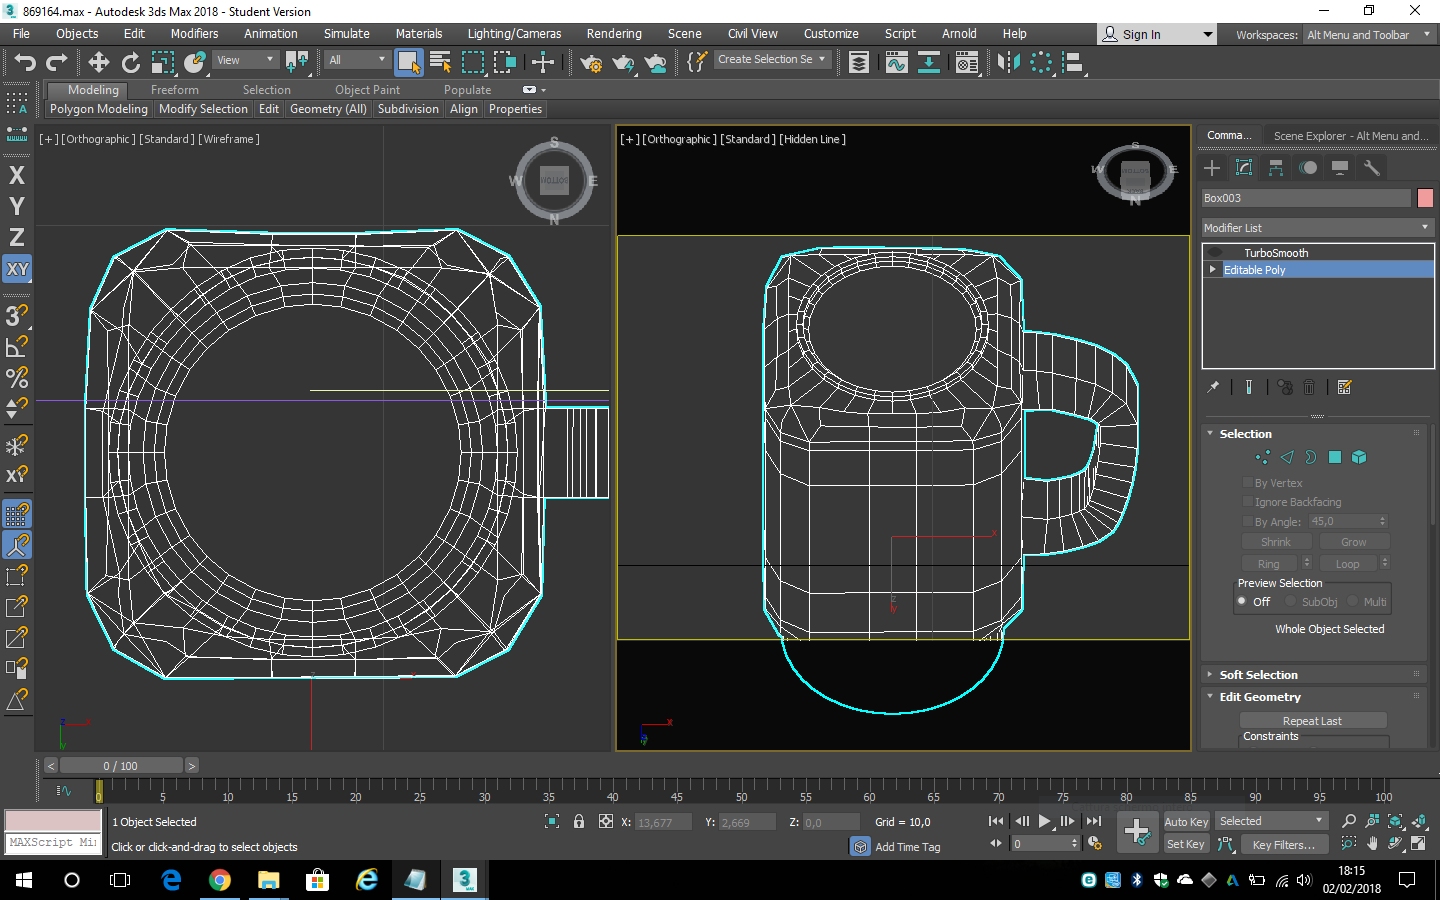 869164.max - Autodesk 3ds Max 2018 - Student Version
File Objects Edit Modifiers Animation Simulate Materials Lighting/Cameras Rendering Scene Civil View Customize Script Arnold Help Sign In Workspaces: Alt Menu and Toolbar
View All Create Selection Se
Modeling Freeform Selection Object Paint Populate
Polygon Modeling Modify Selection Edit Geometry (All) Subdivision Align Properties
[+] [Orthographic] [Standard] [Wireframe]
[+] [Orthographic] [Standard] [Hidden Line]
Comma... Scene Explorer - Alt Menu and...
S
W BOTTOM E
N
S
W E
N
X
Y
Z
XY
3
%
XY
Box003
Modifier List
TurboSmooth
Editable Poly
Selection
By Vertex
Ignore Backfacing
By Angle: 45,0
Shrink Grow
Ring Loop
Preview Selection
Off SubObj Multi
Whole Object Selected
Soft Selection
Edit Geometry
Repeat Last
Constraints
x
z
y
z x
y
x
< 0 / 100 >
0 5 10 15 20 25 30 35 40 45 50 55 60 65 70 75 80 85 90 95 100
1 Object Selected X: 13,677 Y: 2,669 Z: 0,0 Grid = 10,0 Auto Key Selected
MAXScript Mi
Click or click-and-drag to select objects Add Time Tag 0 Set Key Key Filters...
3
MAX
18:15
02/02/2018